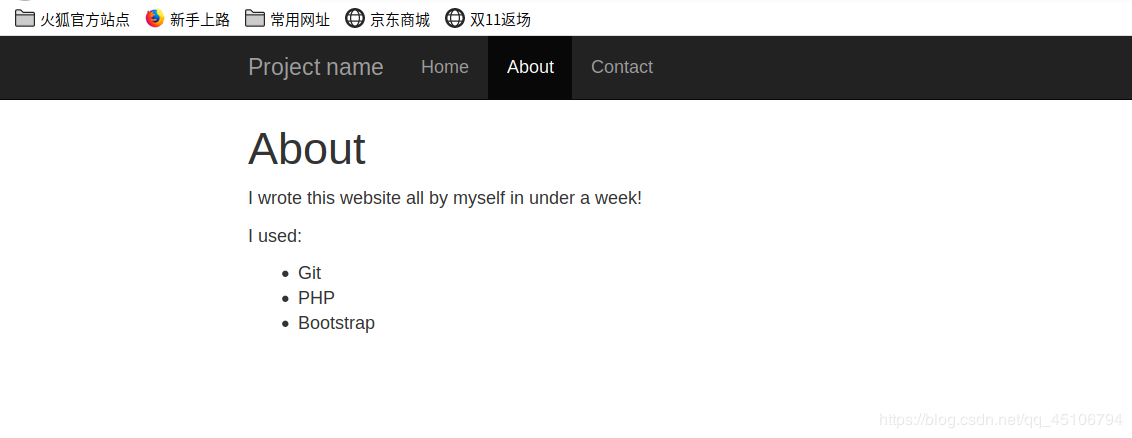 火狐官方站点 新手上路 常用网址 京东商城 双11返场
Project name Home About Contact
About
I wrote this website all by myself in under a week!
I used:
Git
PHP
Bootstrap
https://blog.csdn.net/qq_45106794